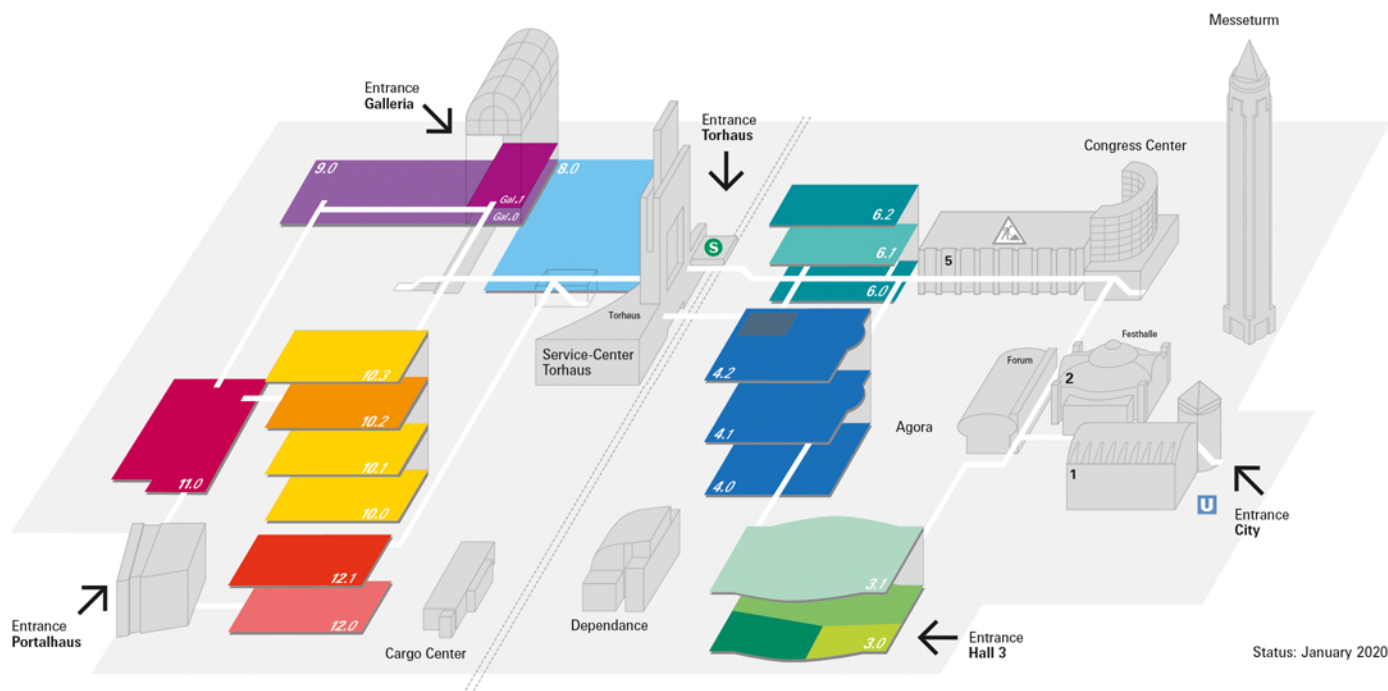 Messeturm
Entrance
Galleria
Entrance
Torhaus
Congress Center
9.0
8.0
Gal.1
Gal.0
6.2
6.1
6.0
S
5
Torhaus
Service-Center
Torhaus
Festhalle
Forum
2
10.3
10.2
10.1
10.0
4.2
4.1
4.0
Agora
1
11.0
U
Entrance
City
12.1
12.0
3.1
3.0
Entrance
Portalhaus
Cargo Center
Dependance
Entrance
Hall 3
Status: January 2020